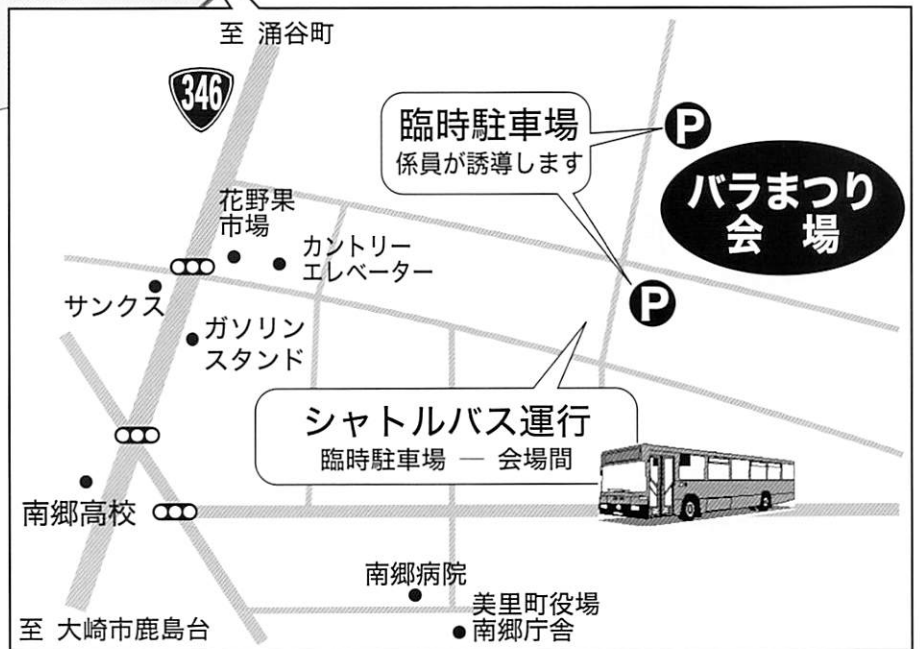 至 涌谷町
346
臨時駐車場
係員が誘導します
P
バラまつり
会 場
花野果
市場
カントリー
エレベーター
P
サンクス
ガソリン
スタンド
シャトルバス運行
臨時駐車場 ― 会場間
南郷高校
南郷病院
美里町役場
南郷庁舎
至 大崎市鹿島台